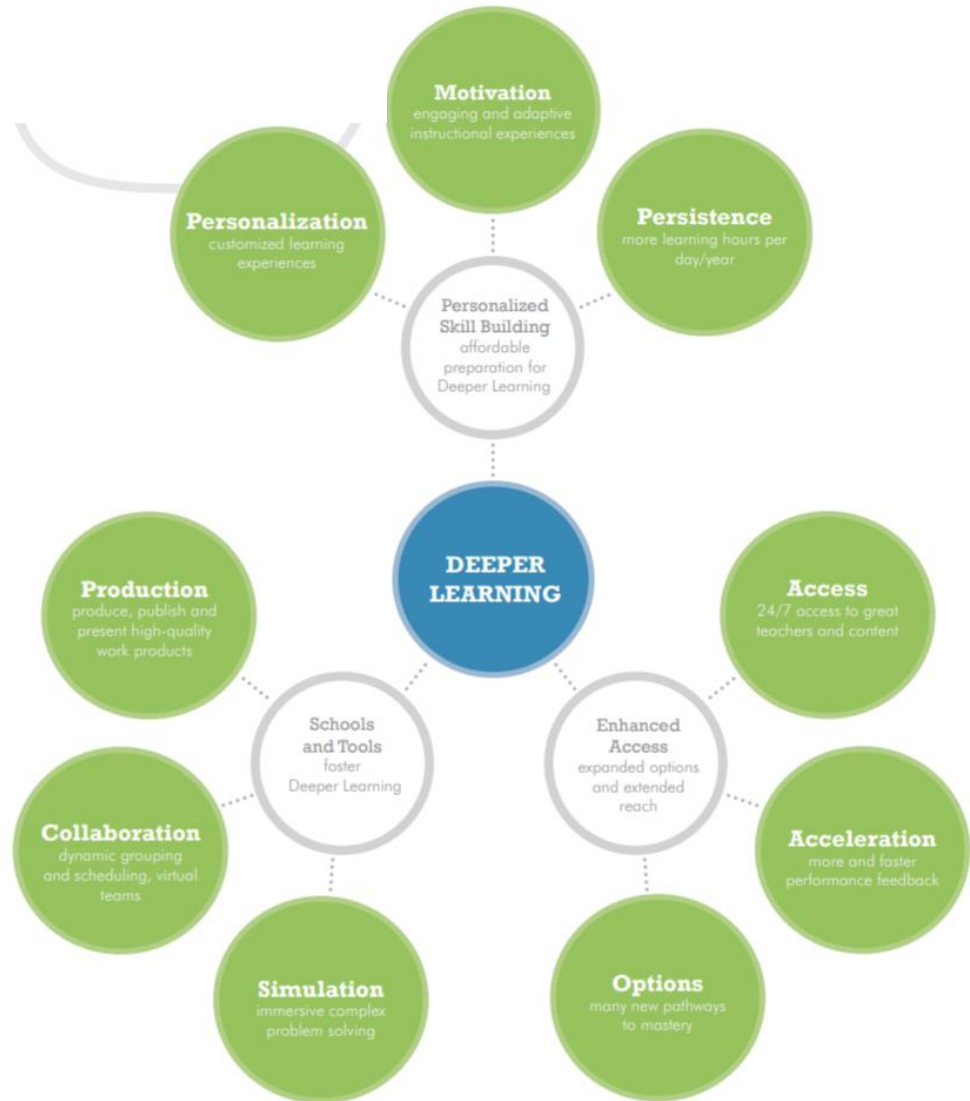 Motivation
engaging and adaptive
instructional experiences
Personalization
customized learning
experiences
Persistence
more learning hours per
day/year
Personalized
Skill Building
affordable
preparation for
Deeper Learning
DEEPER
LEARNING
Production
produce, publish and
present high-quality
work products
Access
24/7 access to great
teachers and content
Schools
and Tools
foster
Deeper Learning
Enhanced
Access
expanded options
and extended
reach
Collaboration
dynamic grouping
and scheduling, virtual
teams
Acceleration
more and faster
performance feedback
Simulation
immersive complex
problem solving
Options
many new pathways
to mastery